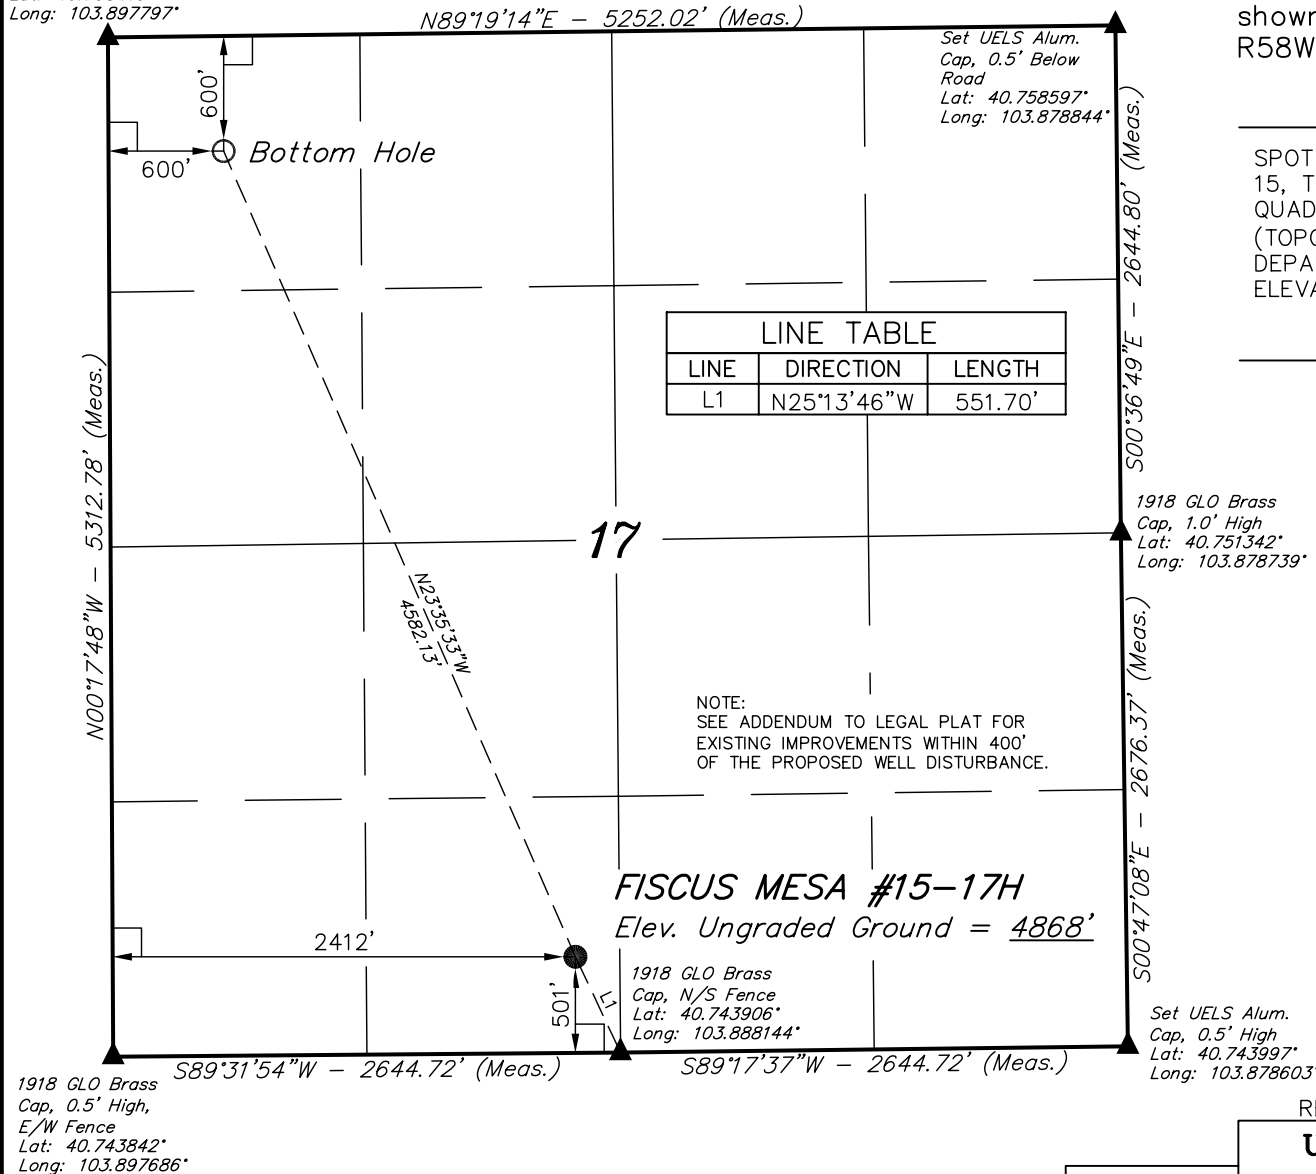 Long: 103.897797°
N89°19'14"E - 5252.02' (Meas.)
shown
R58W
Set UELS Alum.
Cap, 0.5' Below
Road
Lat: 40.758597°
Long: 103.878844°
600'
600'
Bottom Hole
S00°36'49"E - 2644.80' (Meas.)
SPOT
15, T
QUAD
(TOPO
DEPA
ELEVA
LINE TABLE
LINE DIRECTION LENGTH
L1 N25°13'46"W 551.70'
N00°17'48"W - 5312.78' (Meas.)
17
1918 GLO Brass
Cap, 1.0' High
Lat: 40.751342°
Long: 103.878739°
N23°35'33"W
4582.13'
NOTE:
SEE ADDENDUM TO LEGAL PLAT FOR
EXISTING IMPROVEMENTS WITHIN 400'
OF THE PROPOSED WELL DISTURBANCE.
S00°47'08"E - 2676.37' (Meas.)
FISCUS MESA #15-17H
Elev. Ungraded Ground = 4868'
2412'
501'
L1
1918 GLO Brass
Cap, N/S Fence
Lat: 40.743906°
Long: 103.888144°
Set UELS Alum.
Cap, 0.5' High
Lat: 40.743997°
Long: 103.878603°
S89°31'54"W - 2644.72' (Meas.)
S89°17'37"W - 2644.72' (Meas.)
1918 GLO Brass
Cap, 0.5' High,
E/W Fence
Lat: 40.743842°
Long: 103.897686°